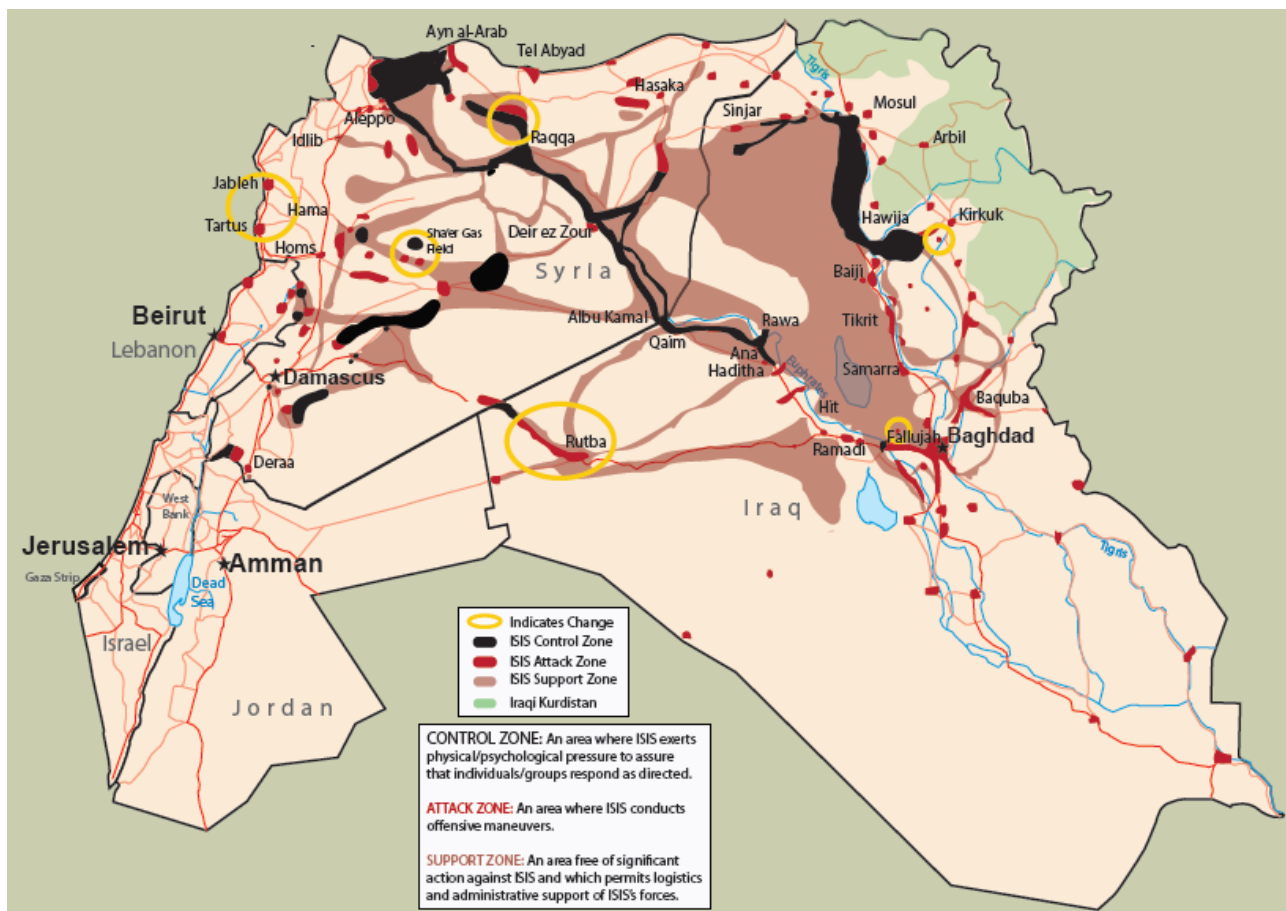 Ayn al-Arab
Tel Abyad
Tigris
Hasaka
Mosul
Sinjar
Aleppo
Arbil
Idlib
Raqqa
Jableh
Hama
Hawija
Kirkuk
Tartus
Sha'er Gas
Field
Deir ez Zour
Homs
Syria
Baiji
Beirut
Albu Kamal
Rawa
Tikrit
Lebanon
Qaim
Ana
Haditha
Euphrates
Samarra
Damascus
Hit
Baquba
Rutba
Fallujah
Baghdad
Ramadi
Deraa
West
Bank
Iraq
Jerusalem
Amman
Tigris
Gaza Strip
Dead
Sea
Israel
Jordan
Indicates Change
ISIS Control Zone
ISIS Attack Zone
ISIS Support Zone
Iraqi Kurdistan
CONTROL ZONE: An area where ISIS exerts
physical/psychological pressure to assure
that individuals/groups respond as directed.
ATTACK ZONE: An area where ISIS conducts
offensive maneuvers.
SUPPORT ZONE: An area free of significant
action against ISIS and which permits logistics
and administrative support of ISIS's forces.